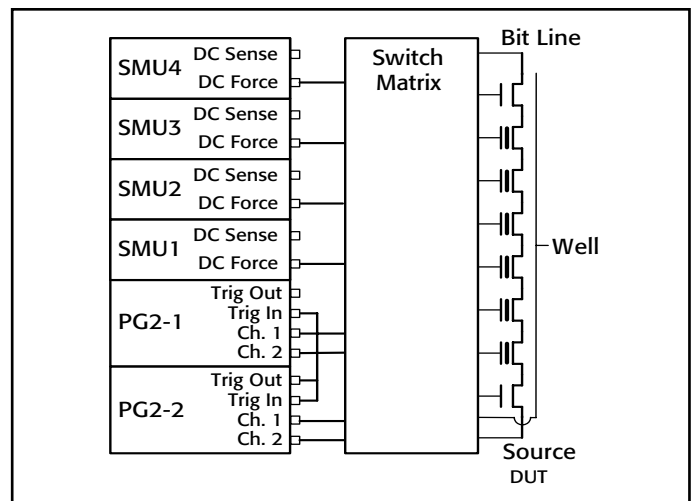 SMU4
DC Sense
DC Force
SMU3
DC Sense
DC Force
SMU2
DC Sense
DC Force
SMU1
DC Sense
DC Force
PG2-1
Trig Out
Trig In
Ch. 1
Ch. 2
PG2-2
Trig Out
Trig In
Ch. 1
Ch. 2
Switch
Matrix
Bit Line
Well
Source
DUT